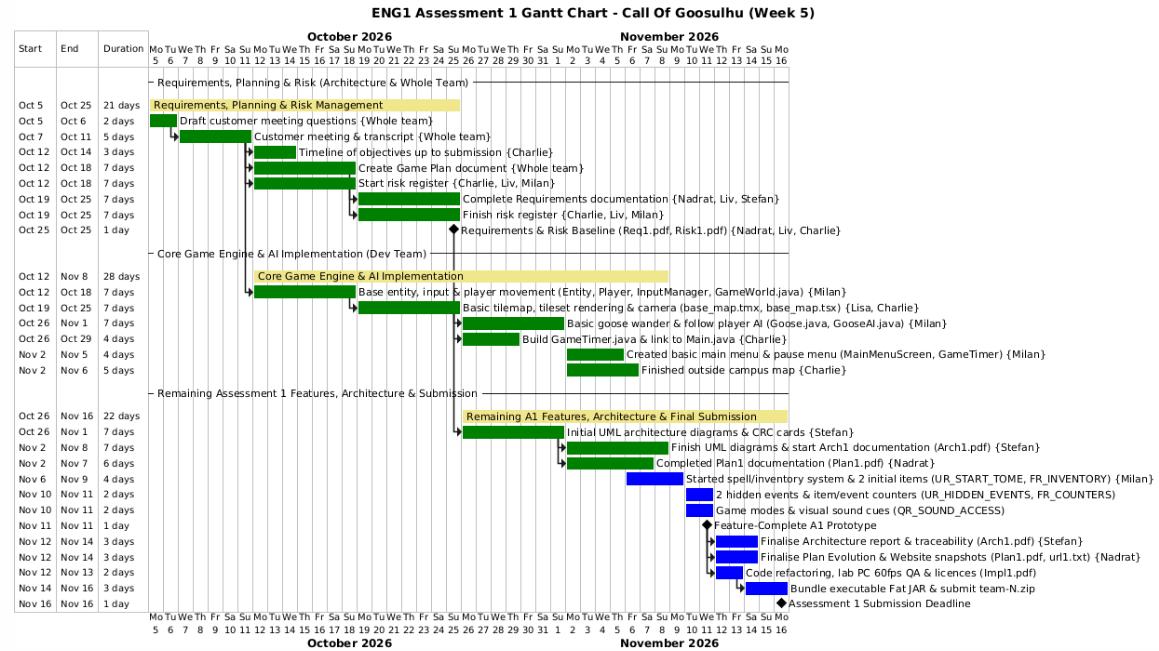 ENG1 Assessment 1 Gantt Chart - Call Of Goosulhu (Week 5)
October 2026 November 2026
Start End Duration Mo Tu We Th Fr Sa Su Mo Tu We Th Fr Sa Su Mo Tu We Th Fr Sa Su Mo Tu We Th Fr Sa Su Mo Tu We Th Fr Sa Su Mo Tu We Th Fr Sa Su Mo
5 6 7 8 9 10 11 12 13 14 15 16 17 18 19 20 21 22 23 24 25 26 27 28 29 30 31 1 2 3 4 5 6 7 8 9 10 11 12 13 14 15 16
Requirements, Planning & Risk (Architecture & Whole Team)
Oct 5 Oct 25 21 days Requirements, Planning & Risk Management
Oct 5 Oct 6 2 days Draft customer meeting questions {Whole team}
Oct 7 Oct 11 5 days Customer meeting & transcript {Whole team}
Oct 12 Oct 14 3 days Timeline of objectives up to submission {Charlie}
Oct 12 Oct 18 7 days Create Game Plan document {Whole team}
Oct 12 Oct 18 7 days Start risk register {Charlie, Liv, Milan}
Oct 19 Oct 25 7 days Complete Requirements documentation {Nadrat, Liv, Stefan}
Oct 19 Oct 25 7 days Finish risk register {Charlie, Liv, Milan}
Oct 25 Oct 25 1 day Requirements & Risk Baseline (Req1.pdf, Risk1.pdf) {Nadrat, Liv, Charlie}
Core Game Engine & AI Implementation (Dev Team)
Oct 12 Nov 8 28 days Core Game Engine & AI Implementation
Oct 12 Oct 18 7 days Base entity, input & player movement (Entity, Player, InputManager, GameWorld.java) {Milan}
Oct 19 Oct 25 7 days Basic tilemap, tileset rendering & camera (base_map.tmx, base_map.tsx) {Lisa, Charlie}
Oct 26 Nov 1 7 days Basic goose wander & follow player AI (Goose.java, GooseAI.java) {Milan}
Oct 26 Oct 29 4 days Build GameTimer.java & link to Main.java {Charlie}
Nov 2 Nov 5 4 days Created basic main menu & pause menu (MainMenuScreen, GameTimer) {Milan}
Nov 2 Nov 6 5 days Finished outside campus map {Charlie}
Remaining Assessment 1 Features, Architecture & Submission
Oct 26 Nov 16 22 days Remaining A1 Features, Architecture & Final Submission
Oct 26 Nov 1 7 days Initial UML architecture diagrams & CRC cards {Stefan}
Nov 2 Nov 8 7 days Finish UML diagrams & start Arch1 documentation (Arch1.pdf) {Stefan}
Nov 2 Nov 7 6 days Completed Plan1 documentation (Plan1.pdf) {Nadrat}
Nov 6 Nov 9 4 days Started spell/inventory system & 2 initial items (UR_START_TOME, FR_INVENTORY) {Milan}
Nov 10 Nov 11 2 days 2 hidden events & item/event counters (UR_HIDDEN_EVENTS, FR_COUNTERS)
Nov 10 Nov 11 2 days Game modes & visual sound cues (QR_SOUND_ACCESS)
Nov 11 Nov 11 1 day Feature-Complete A1 Prototype
Nov 12 Nov 14 3 days Finalise Architecture report & traceability (Arch1.pdf) {Stefan}
Nov 12 Nov 14 3 days Finalise Plan Evolution & Website snapshots (Plan1.pdf, url1.txt) {Nadrat}
Nov 12 Nov 13 2 days Code refactoring, lab PC 60fps QA & licences (Impl1.pdf)
Nov 14 Nov 16 3 days Bundle executable Fat JAR & submit team-N.zip
Nov 16 Nov 16 1 day Assessment 1 Submission Deadline
Mo Tu We Th Fr Sa Su Mo Tu We Th Fr Sa Su Mo Tu We Th Fr Sa Su Mo Tu We Th Fr Sa Su Mo Tu We Th Fr Sa Su Mo Tu We Th Fr Sa Su Mo
5 6 7 8 9 10 11 12 13 14 15 16 17 18 19 20 21 22 23 24 25 26 27 28 29 30 31 1 2 3 4 5 6 7 8 9 10 11 12 13 14 15 16
October 2026 November 2026